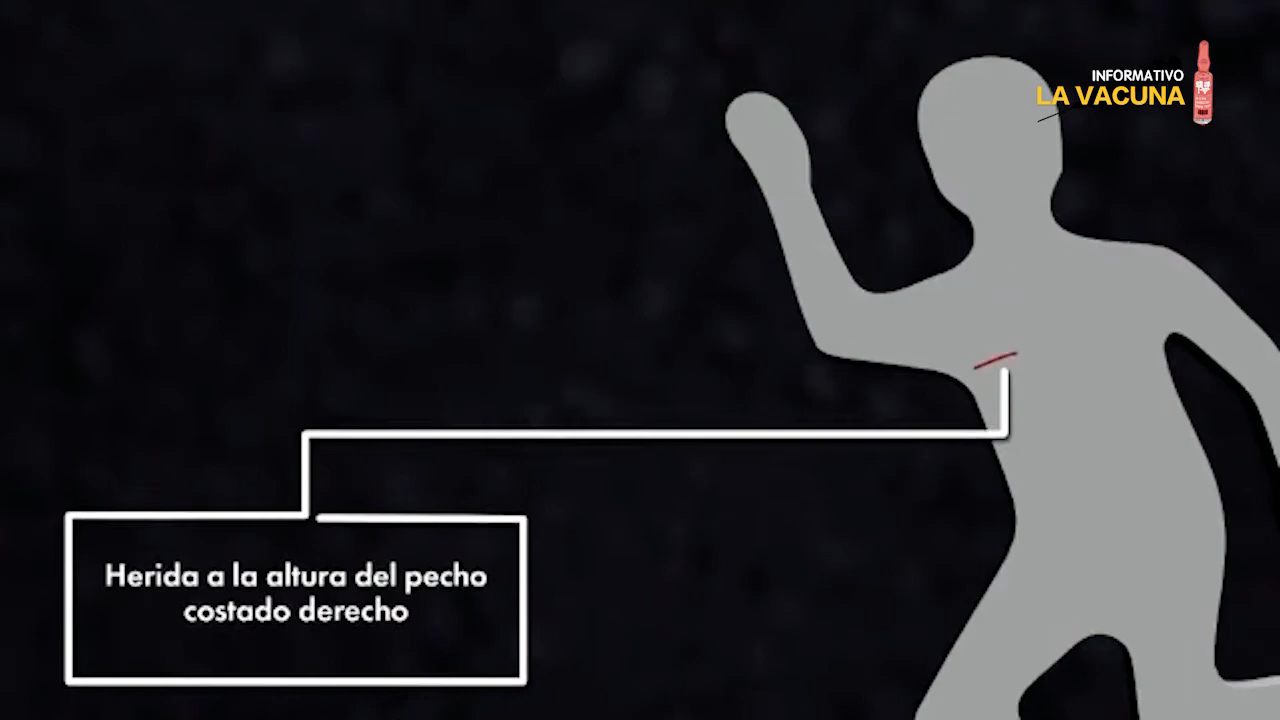 INFORMATIVO
LA VACUNA
Herida a la altura del pecho
costado derecho